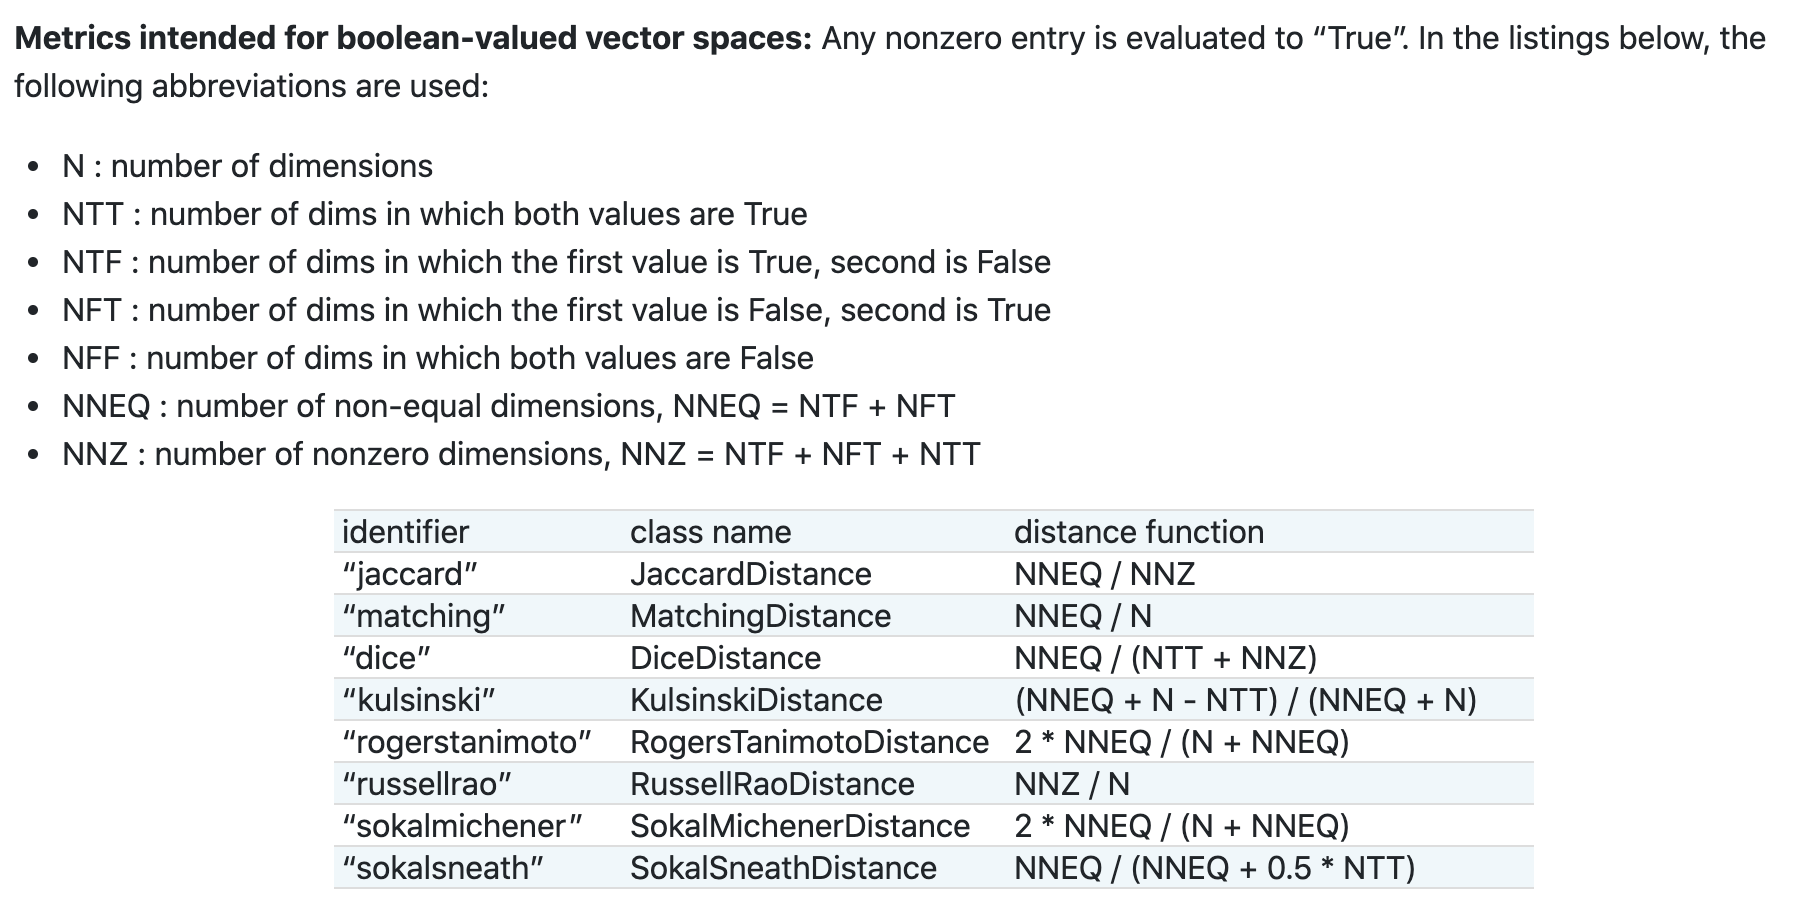 Metrics intended for boolean-valued vector spaces: Any nonzero entry is evaluated to “True”. In the listings below, the
following abbreviations are used:
• N : number of dimensions
• NTT : number of dims in which both values are True
• NTF : number of dims in which the first value is True, second is False
• NFT : number of dims in which the first value is False, second is True
• NFF : number of dims in which both values are False
• NNEQ : number of non-equal dimensions, NNEQ = NTF + NFT
• NNZ : number of nonzero dimensions, NNZ = NTF + NFT + NTT
identifier class name distance function
“jaccard” JaccardDistance NNEQ / NNZ
“matching” MatchingDistance NNEQ / N
“dice” DiceDistance NNEQ / (NTT + NNZ)
“kulsinski” KulsinskiDistance (NNEQ + N - NTT) / (NNEQ + N)
“rogerstanimoto” RogersTanimotoDistance 2 * NNEQ / (N + NNEQ)
“russellrao” RussellRaoDistance NNZ / N
“sokalmichener” SokalMichenerDistance 2 * NNEQ / (N + NNEQ)
“sokalsneath” SokalSneathDistance NNEQ / (NNEQ + 0.5 * NTT)